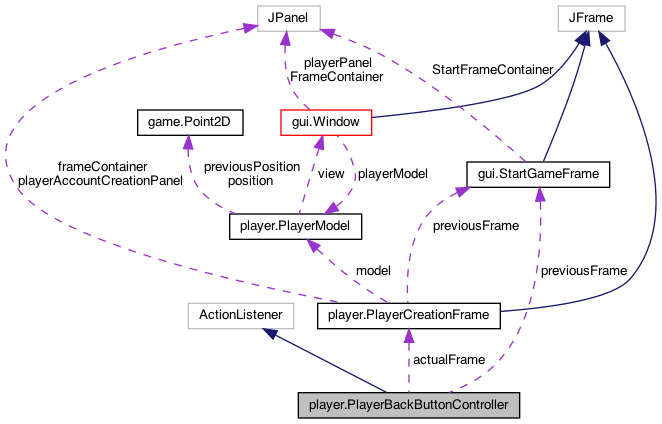 JPanel
JFrame
playerPanel
FrameContainer
StartFrameContainer
game.Point2D
gui.Window
frameContainer
playerAccountCreationPanel
previousPosition
position
view
playerModel
gui.StartGameFrame
player.PlayerModel
previousFrame
model
previousFrame
ActionListener
player.PlayerCreationFrame
actualFrame
player.PlayerBackButtonController